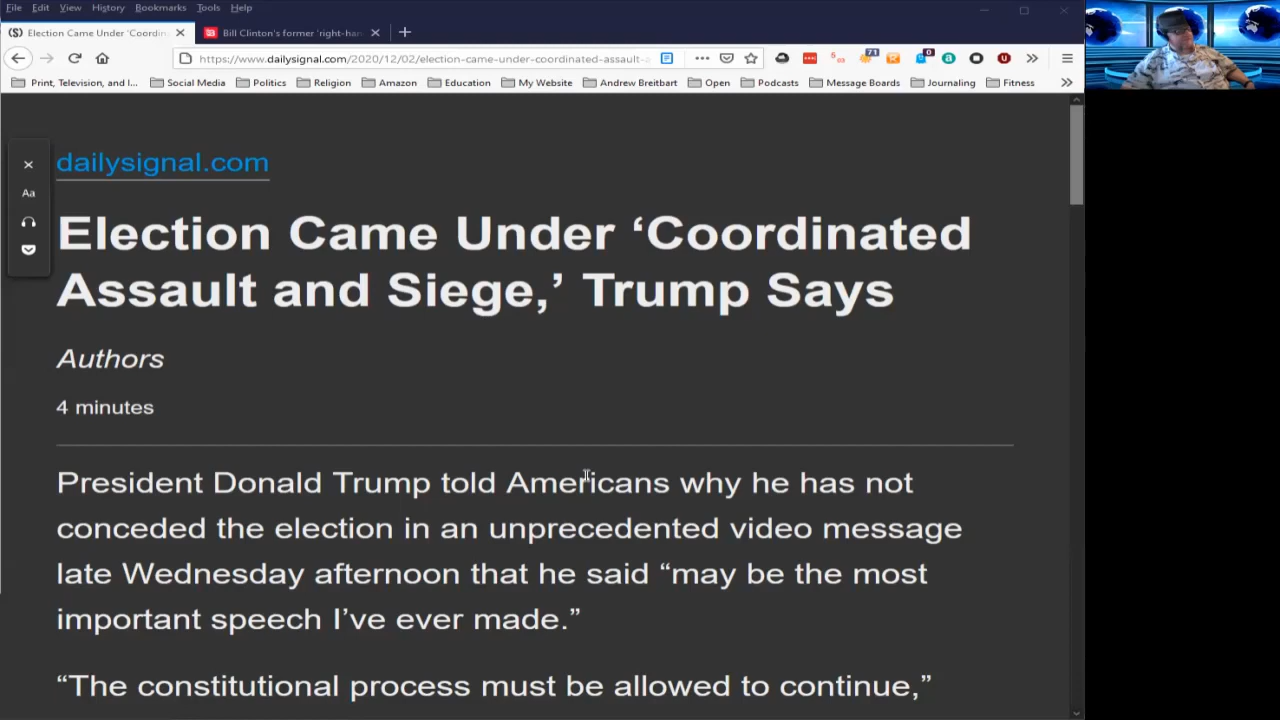 File Edit View History Bookmarks Tools Help
($) Election Came Under 'Coordin
Bill Clinton's former 'right-han
https://www.dailysignal.com/2020/12/02/election-came-under-coordinated-assault-a
71
0
Print, Television, and I... Social Media Politics Religion Amazon Education My Website Andrew Breitbart Open Podcasts Message Boards Journaling Fitness
Aa
dailysignal.com
Election Came Under ‘Coordinated
Assault and Siege,’ Trump Says
Authors
4 minutes
President Donald Trump told Americans why he has not
conceded the election in an unprecedented video message
late Wednesday afternoon that he said “may be the most
important speech I’ve ever made.”
“The constitutional process must be allowed to continue,”